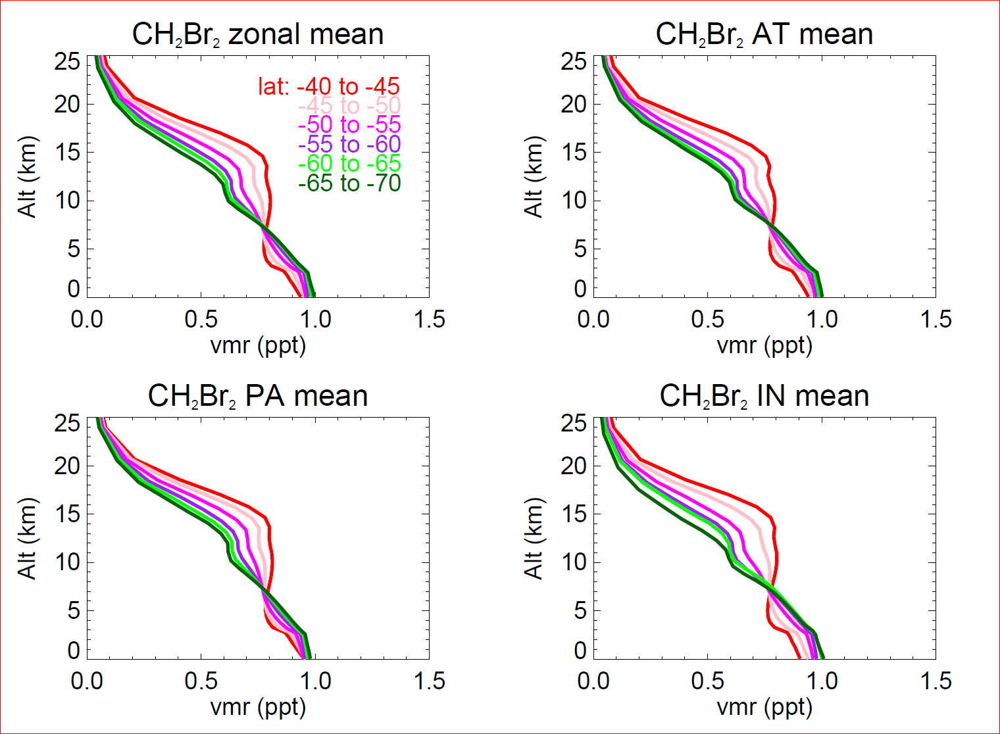 CH₂Br₂ zonal mean
25
20
15
10
5
0
Alt (km)
lat: -40 to -45
-45 to -50
-50 to -55
-55 to -60
-60 to -65
-65 to -70
0.0 0.5 1.0 1.5
vmr (ppt)
CH₂Br₂ AT mean
25
20
15
10
5
0
Alt (km)
0.0 0.5 1.0 1.5
vmr (ppt)
CH₂Br₂ PA mean
25
20
15
10
5
0
Alt (km)
0.0 0.5 1.0 1.5
vmr (ppt)
CH₂Br₂ IN mean
25
20
15
10
5
0
Alt (km)
0.0 0.5 1.0 1.5
vmr (ppt)